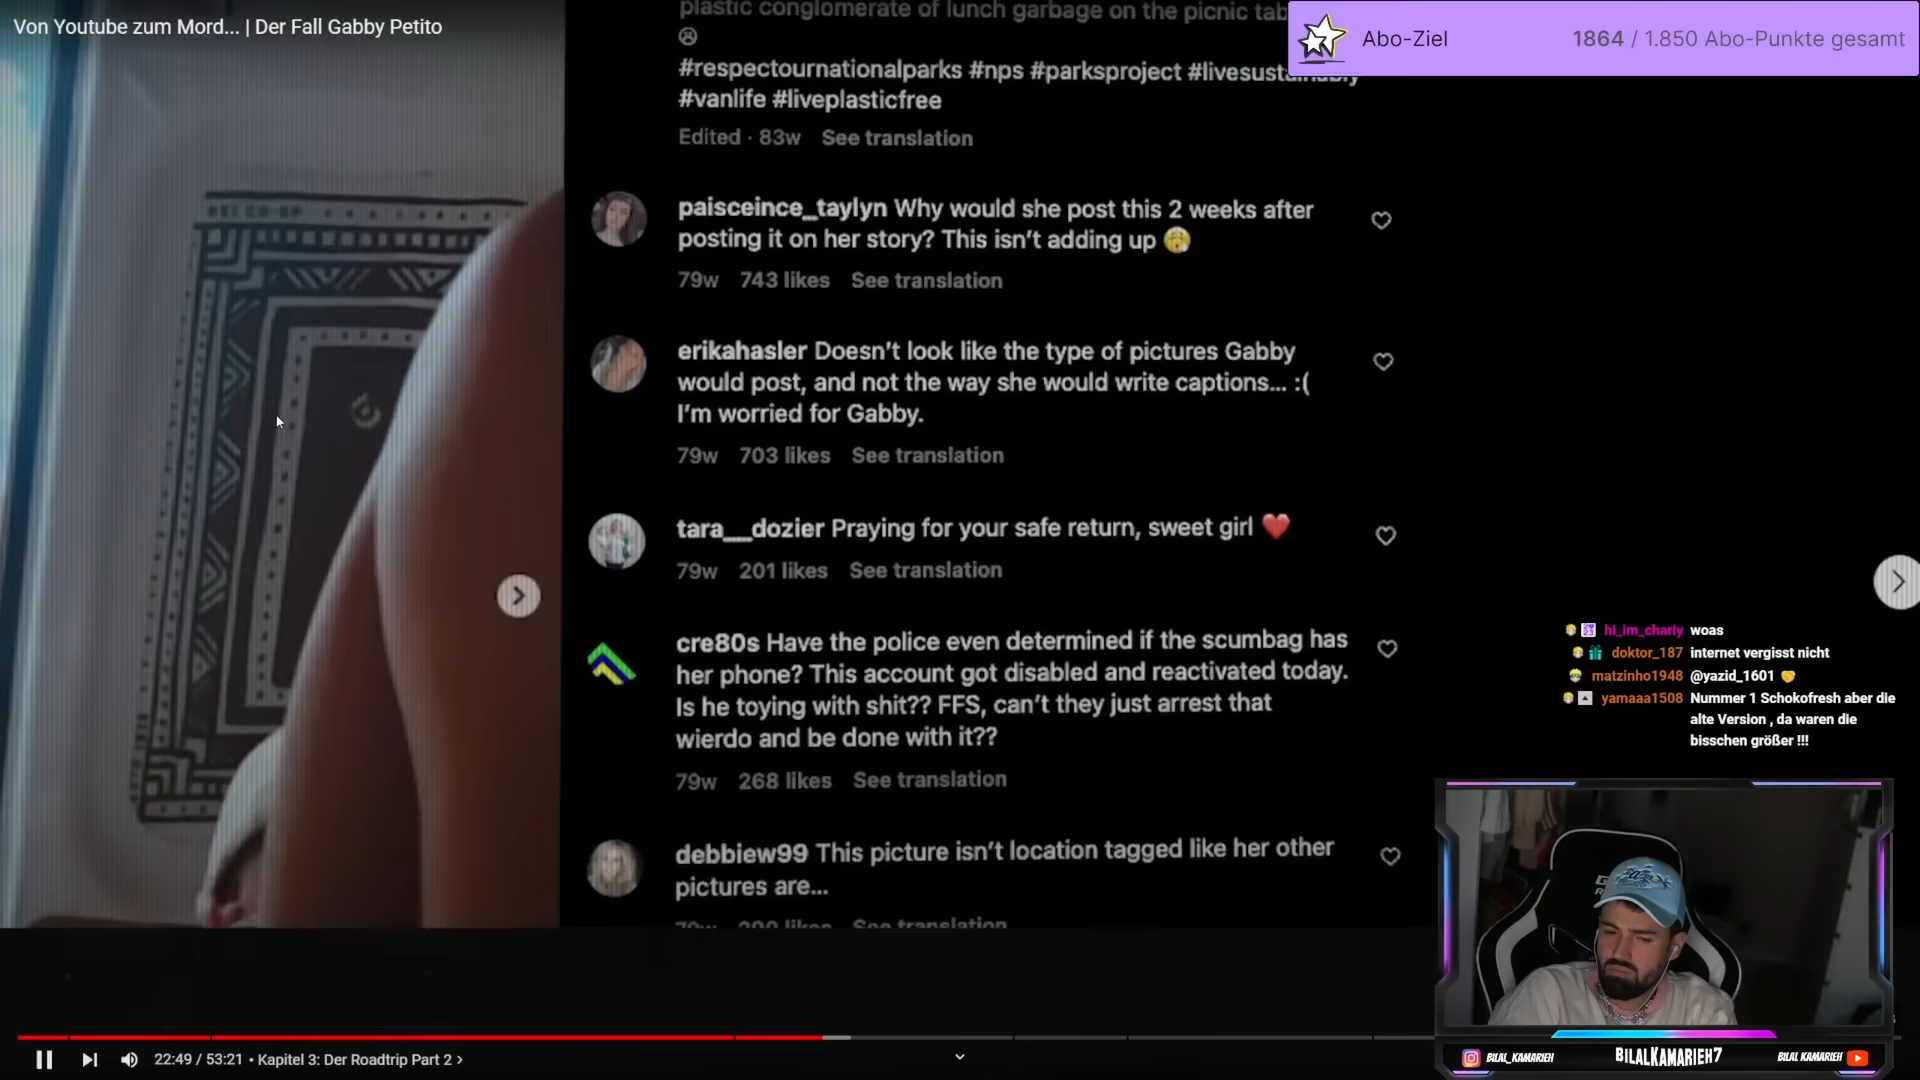 Von Youtube zum Mord... | Der Fall Gabby Petito
plastic conglomerate of lunch garbage on the picnic
#respectournationalparks #nps #parksproject
#vanlife #liveplasticfree
Edited · 83w See translation
Abo-Ziel
1864 / 1.850 Abo-Punkte gesamt
paisceince_taylyn Why would she post this 2 weeks after
posting it on her story? This isn't adding up
79w 743 likes See translation
erikahasler Doesn't look like the type of pictures Gabby
would post, and not the way she would write captions... :(
I'm worried for Gabby.
79w 703 likes See translation
tara__dozier Praying for your safe return, sweet girl ❤️
79w 201 likes See translation
cre80s Have the police even determined if the scumbag has
her phone? This account got disabled and reactivated today.
Is he toying with shit?? FFS, can't they just arrest that
wierdo and be done with it??
79w 268 likes See translation
debbiew99 This picture isn't location tagged like her other
pictures are...
See translation
hi_im_charly woas
doktor_187 internet vergisst nicht
matzinho1948 @yazid_1601
yamaaa1508 Nummer 1 Schokofresh aber die
alte Version , da waren die
bisschen größer !!!
22:49 / 53:21 • Kapitel 3: Der Roadtrip Part 2 >
BILAL_KAMARIEH
BILALKAMARIEH7
BILAL KAMARIEH